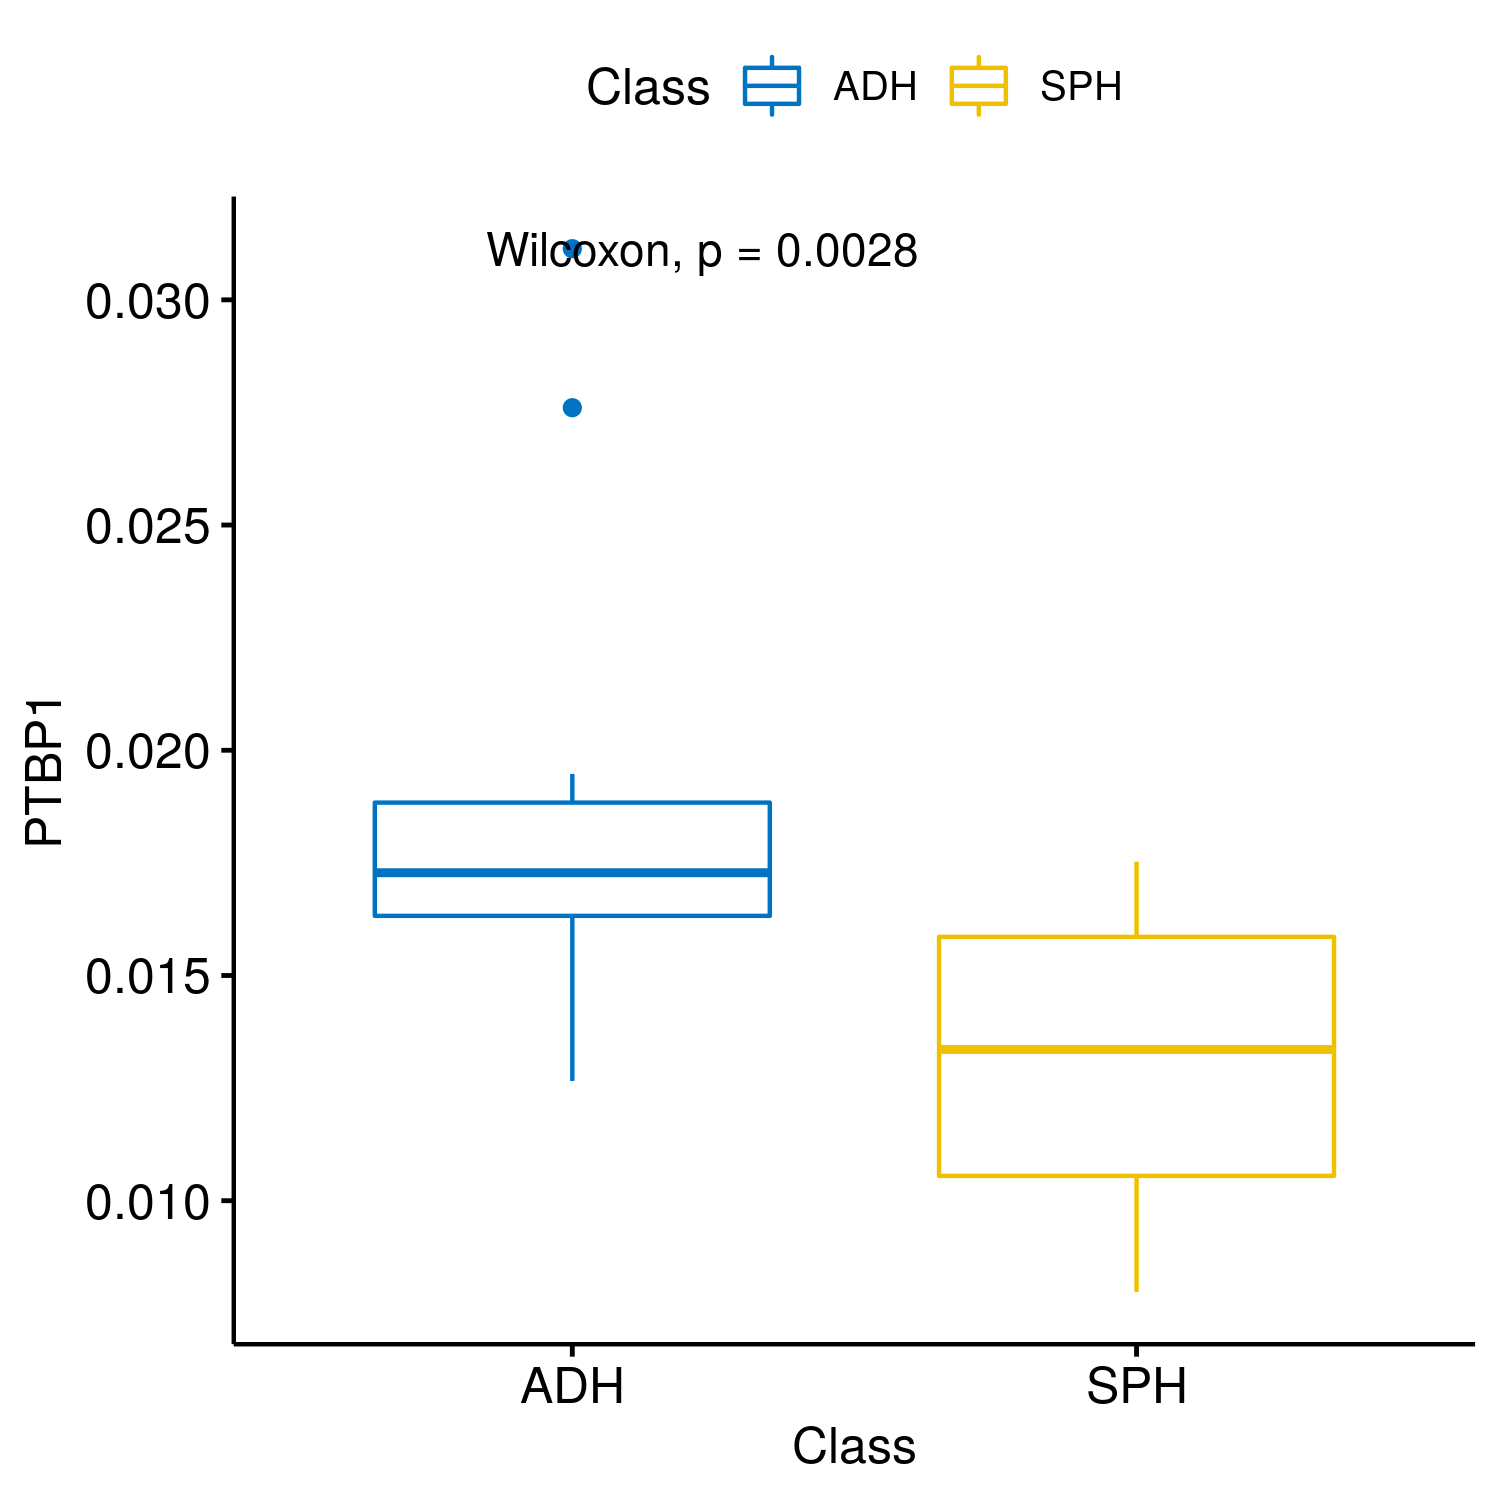 Class ADH SPH
Wilcoxon, p = 0.0028
0.030
0.025
0.020
0.015
0.010
PTBP1
ADH SPH
Class